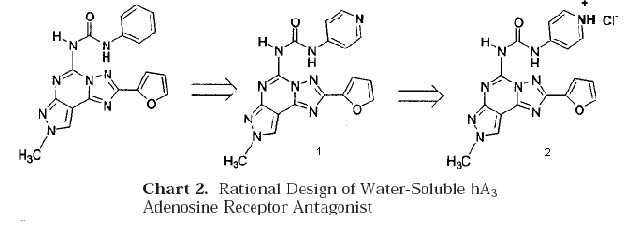 O
N
H
N
H
N
N
N
N
N
N
N
O
H₃C
O
N
N
H
N
H
N
N
N
N
N
N
N
O
H₃C
1
O
+
NH Cl⁻
N
H
N
H
N
N
N
N
N
N
N
O
H₃C
2
Chart 2. Rational Design of Water-Soluble hA₃
Adenosine Receptor Antagonist